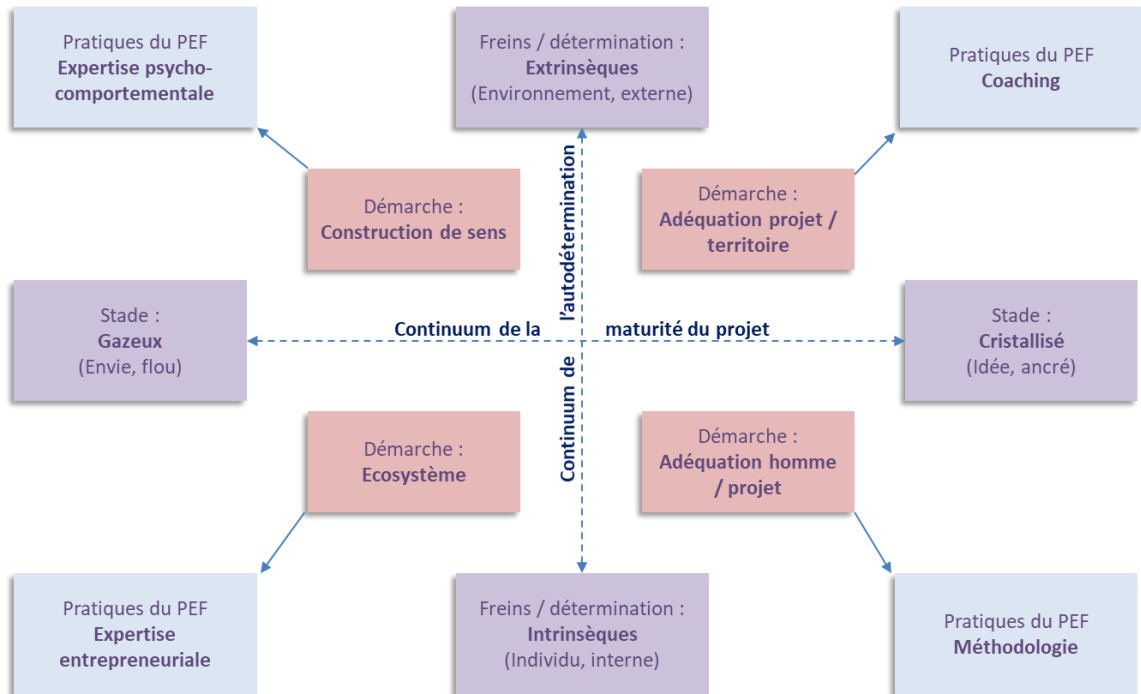 Pratiques du PEF
Expertise psycho-
comportementale
Freins / détermination :
Extrinsèques
(Environnement, externe)
Pratiques du PEF
Coaching
Démarche :
Construction de sens
Démarche :
Adéquation projet /
territoire
Stade :
Gazeux
(Envie, flou)
Continuum de la
maturité du projet
Continuum de
l'autodétermination
Stade :
Cristallisé
(Idée, ancré)
Démarche :
Ecosystème
Démarche :
Adéquation homme
/ projet
Pratiques du PEF
Expertise
entrepreneuriale
Freins / détermination :
Intrinsèques
(Individu, interne)
Pratiques du PEF
Méthodologie